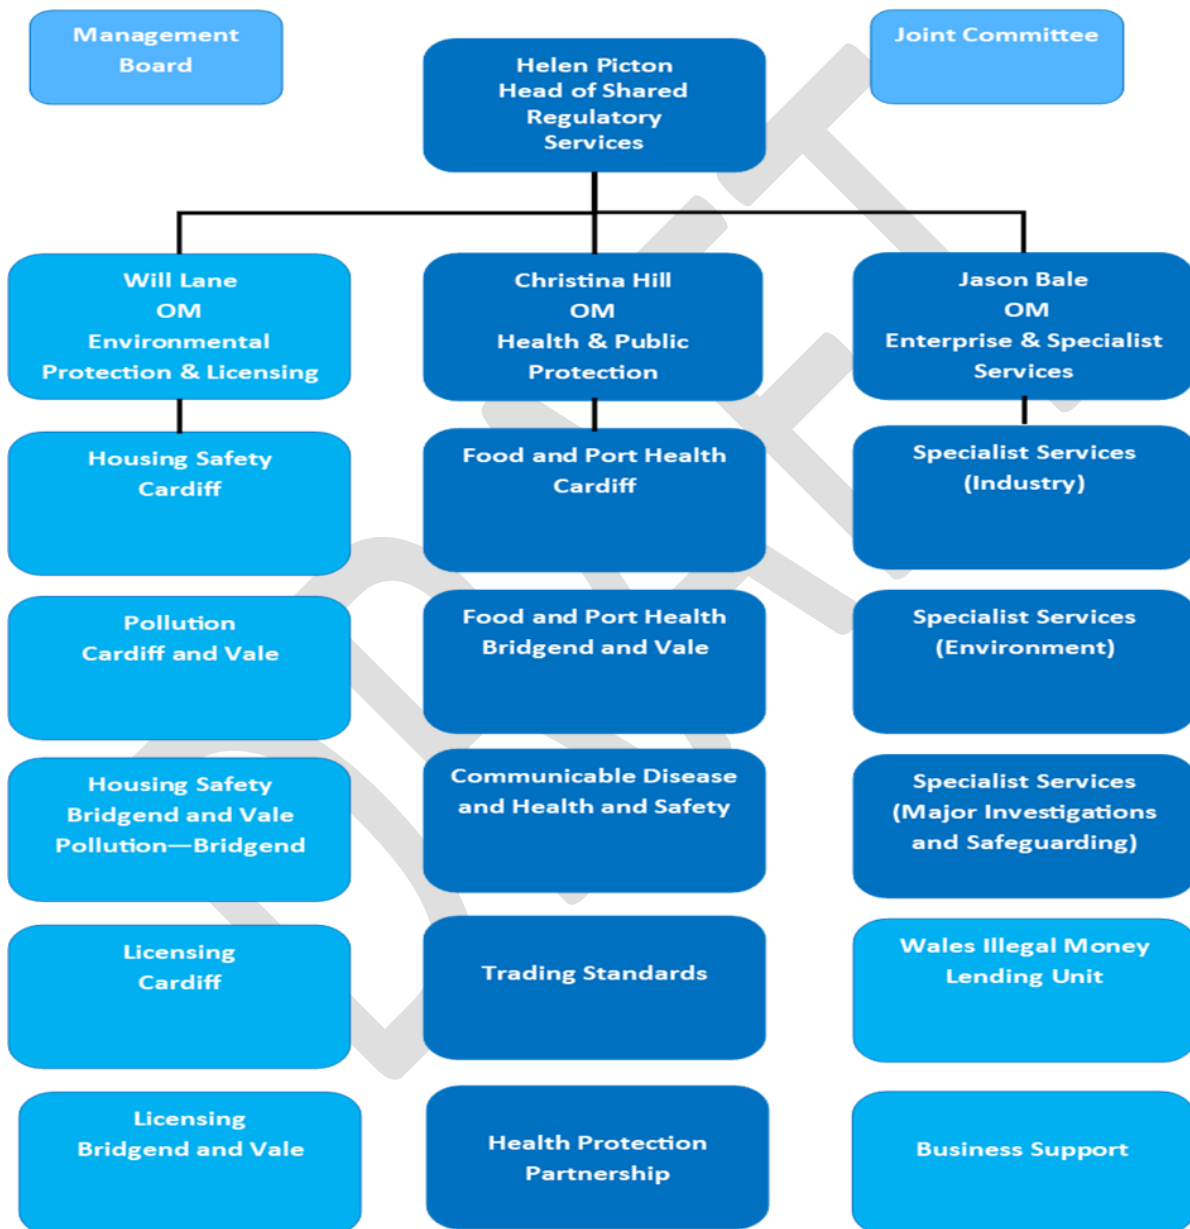 Management
Board
Joint Committee
Helen Picton
Head of Shared
Regulatory
Services
Will Lane
OM
Environmental
Protection & Licensing
Christina Hill
OM
Health & Public
Protection
Jason Bale
OM
Enterprise & Specialist
Services
Housing Safety
Cardiff
Food and Port Health
Cardiff
Specialist Services
(Industry)
Pollution
Cardiff and Vale
Food and Port Health
Bridgend and Vale
Specialist Services
(Environment)
Housing Safety
Bridgend and Vale
Pollution—Bridgend
Communicable Disease
and Health and Safety
Specialist Services
(Major Investigations
and Safeguarding)
Licensing
Cardiff
Trading Standards
Wales Illegal Money
Lending Unit
Licensing
Bridgend and Vale
Health Protection
Partnership
Business Support
DRAFT